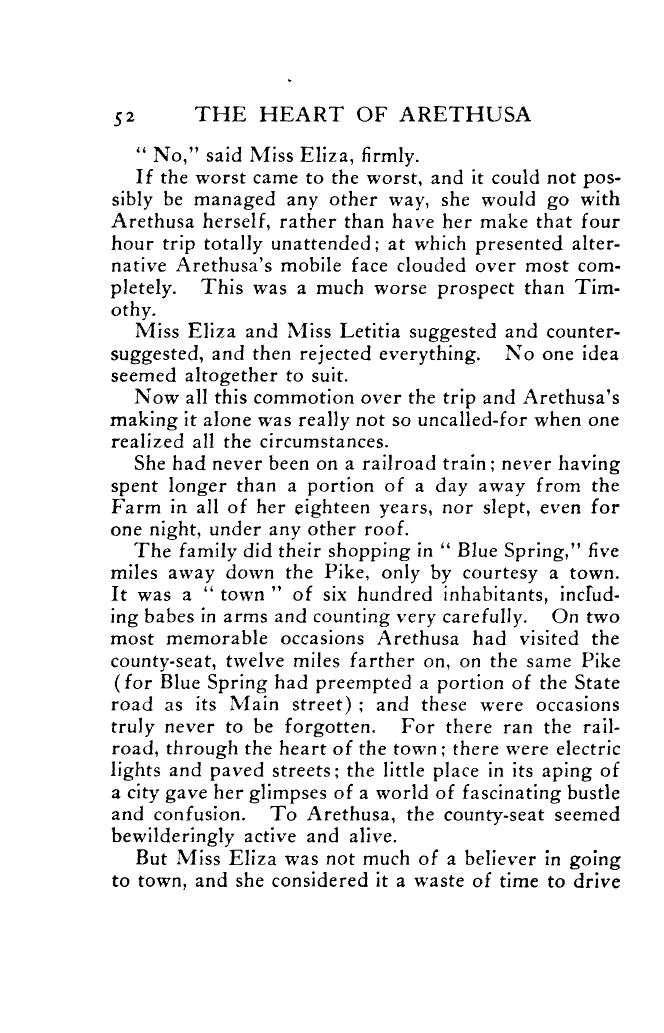 52 THE HEART OF ARETHUSA
“ No,” said Miss Eliza, firmly.
If the worst came to the worst, and it could not pos-
sibly be managed any other way, she would go with
Arethusa herself, rather than have her make that four
hour trip totally unattended; at which presented alter-
native Arethusa’s mobile face clouded over most com-
pletely. This was a much worse prospect than Tim-
othy.
Miss Eliza and Miss Letitia suggested and counter-
suggested, and then rejected everything. No one idea
seemed altogether to suit.
Now all this commotion over the trip and Arethusa’s
making it alone was really not so uncalled-for when one
realized all the circumstances.
She had never been on a railroad train; never having
spent longer than a portion of a day away from the
Farm in all of her eighteen years, nor slept, even for
one night, under any other roof.
The family did their shopping in “ Blue Spring,” five
miles away down the Pike, only by courtesy a town.
It was a “ town ” of six hundred inhabitants, includ-
ing babes in arms and counting very carefully. On two
most memorable occasions Arethusa had visited the
county-seat, twelve miles farther on, on the same Pike
(for Blue Spring had preempted a portion of the State
road as its Main street) ; and these were occasions
truly never to be forgotten. For there ran the rail-
road, through the heart of the town; there were electric
lights and paved streets; the little place in its aping of
a city gave her glimpses of a world of fascinating bustle
and confusion. To Arethusa, the county-seat seemed
bewilderingly active and alive.
But Miss Eliza was not much of a believer in going
to town, and she considered it a waste of time to drive